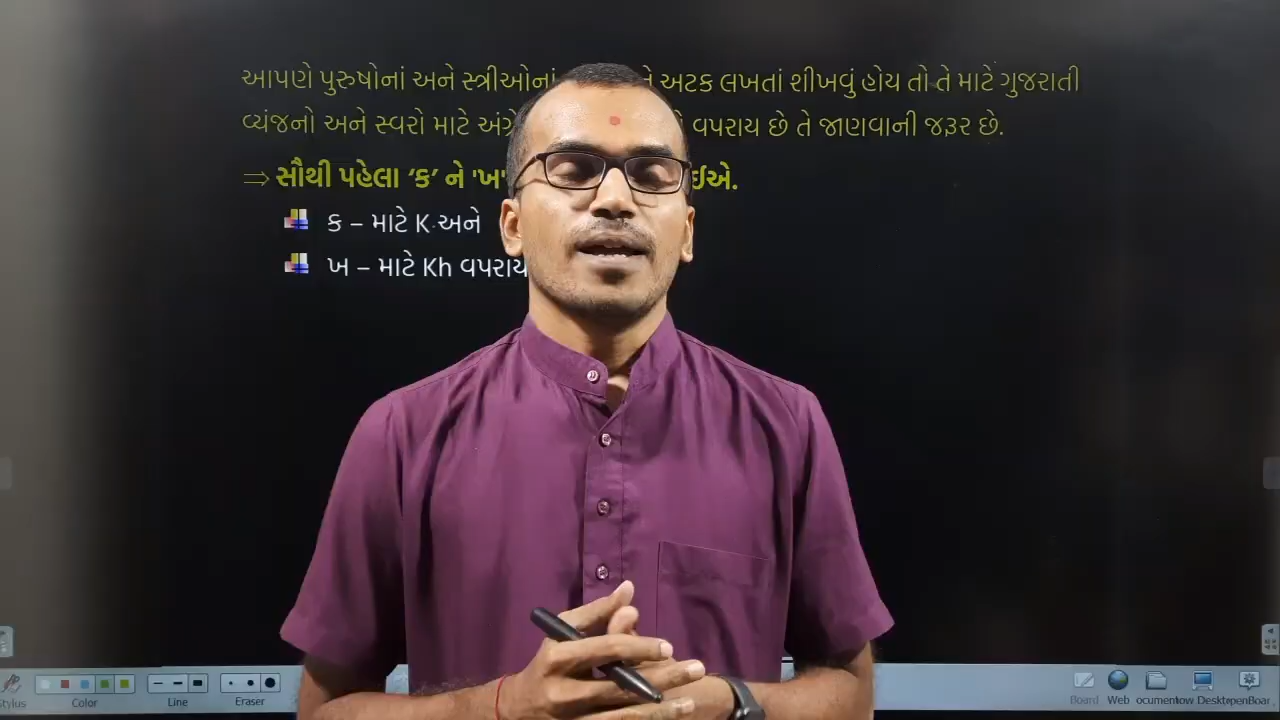 આપણે પુરુષોનાં અને સ્ત્રીઓનાં અટક લખતાં શીખવું હોય તો તે માટે ગુજરાતી
વ્યંજનો અને સ્વરો માટે વપરાય છે તે જાણવાની જરૂર છે.
⇒ સૌથી પહેલા ‘ક’ ને 'ખ'
ક – માટે K અને
ખ – માટે Kh વપરાય
Stylus Color Line Eraser Board Web OpenBoard